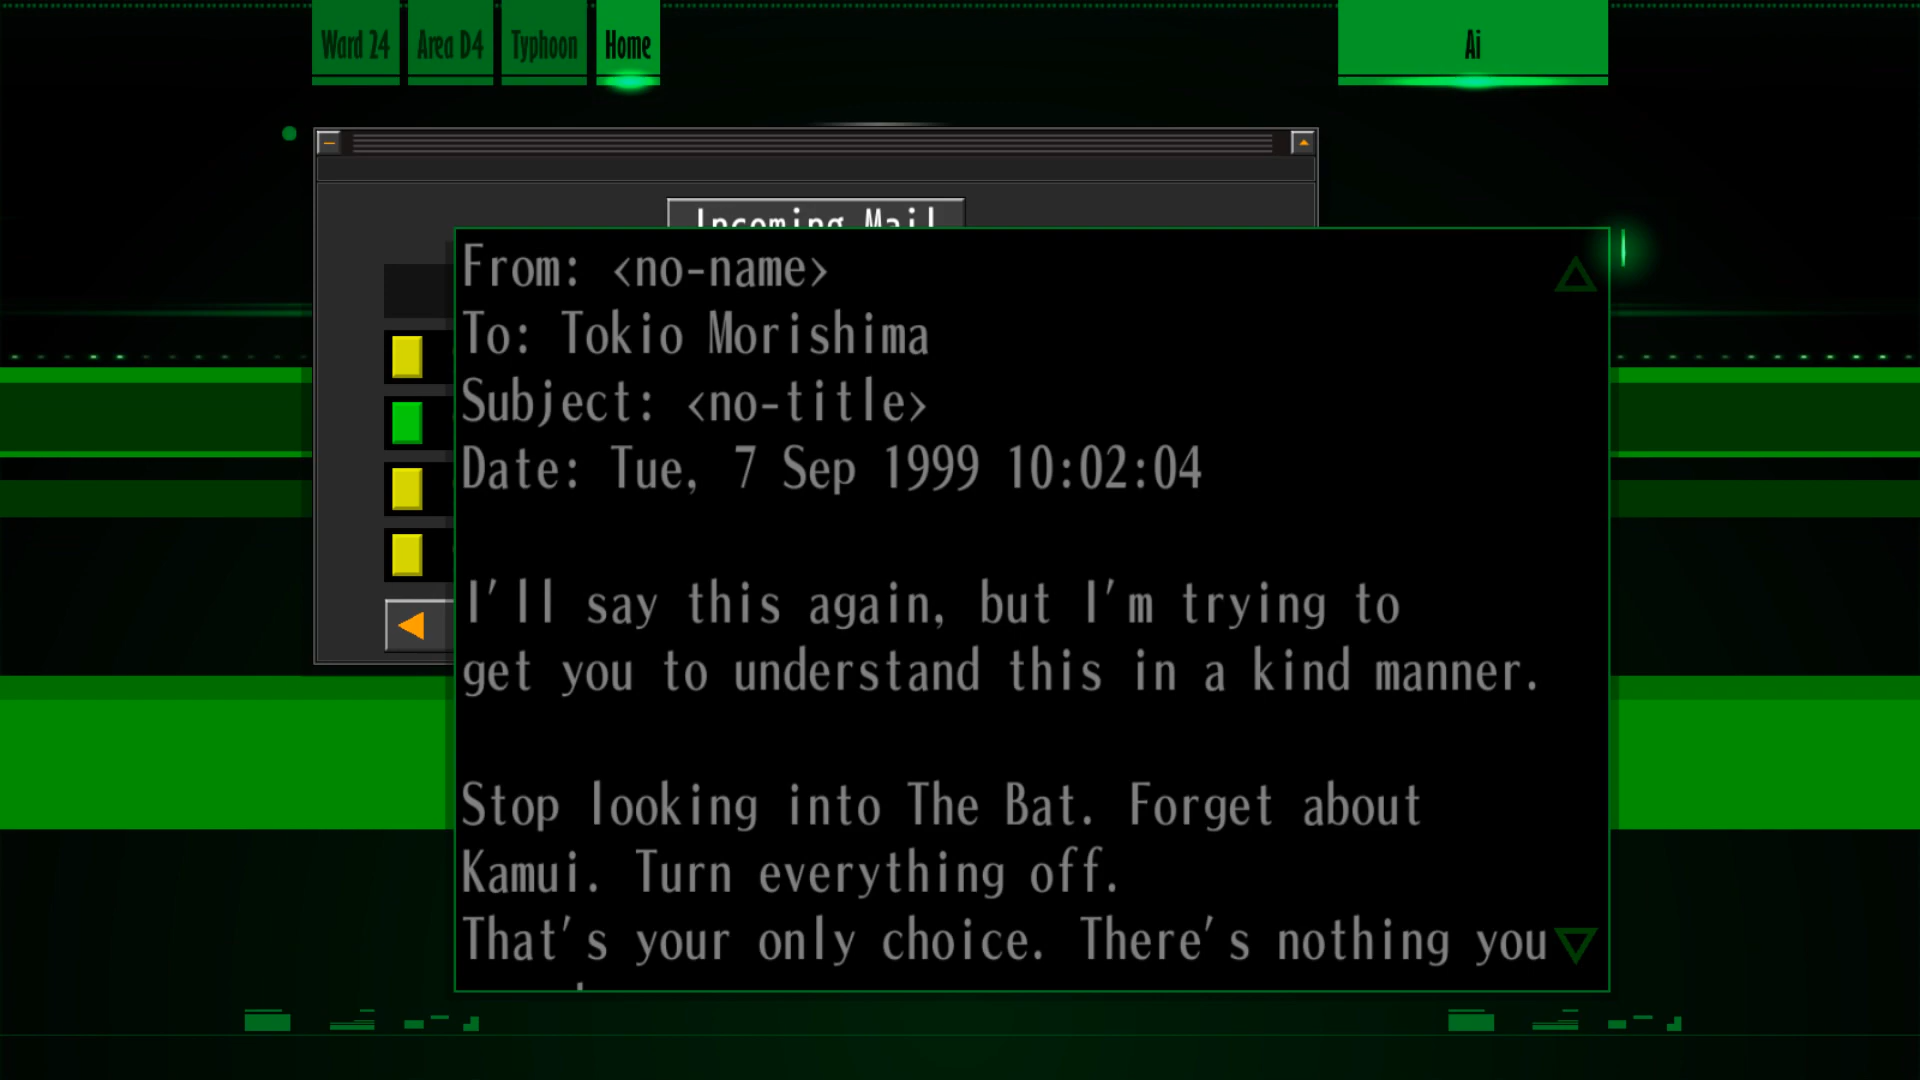 Ward 24
Area D4
Typhoon
Home
Ai
Incoming Mail
From: <no-name>
To: Tokio Morishima
Subject: <no-title>
Date: Tue, 7 Sep 1999 10:02:04
I'll say this again, but I'm trying to
get you to understand this in a kind manner.
Stop looking into The Bat. Forget about
Kamui. Turn everything off.
That's your only choice. There's nothing you